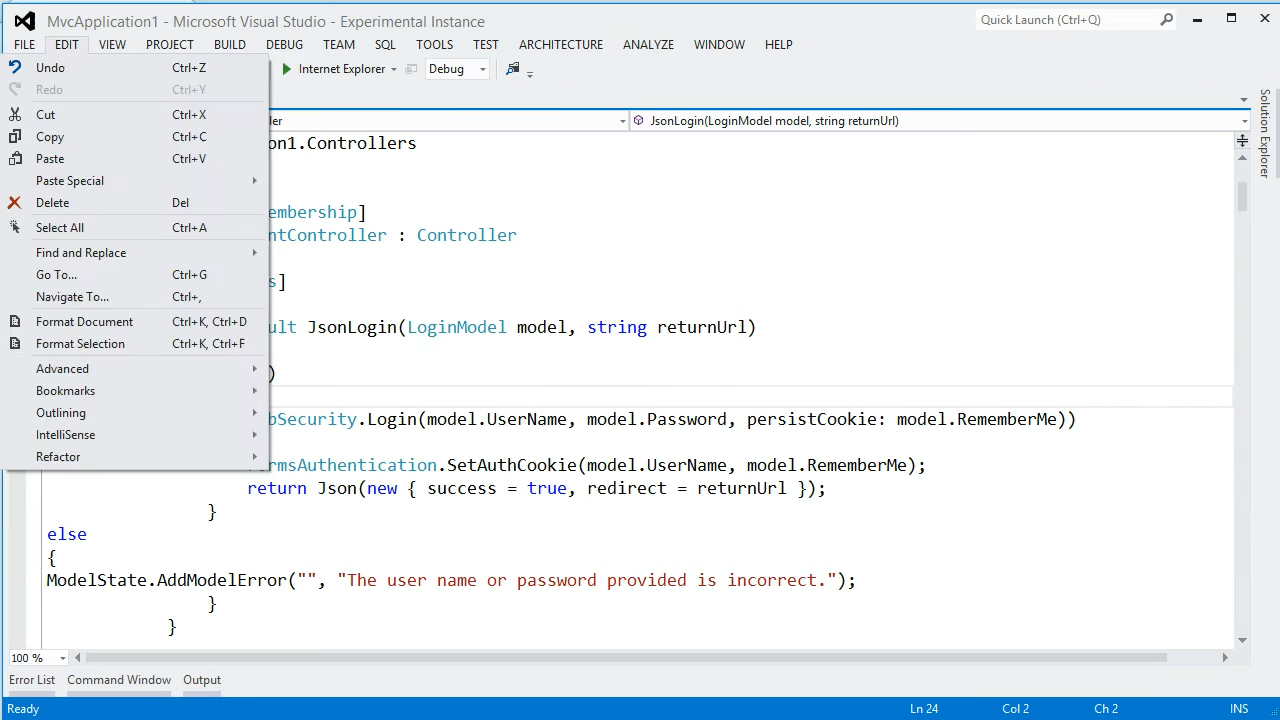 MvcApplication1 - Microsoft Visual Studio - Experimental Instance
Quick Launch (Ctrl+Q)
FILE EDIT VIEW PROJECT BUILD DEBUG TEAM SQL TOOLS TEST ARCHITECTURE ANALYZE WINDOW HELP
Internet Explorer Debug
Undo Ctrl+Z
Redo Ctrl+Y
Cut Ctrl+X
Copy Ctrl+C
Paste Ctrl+V
Paste Special
Delete Del
Select All Ctrl+A
Find and Replace
Go To... Ctrl+G
Navigate To... Ctrl+,
Format Document Ctrl+K, Ctrl+D
Format Selection Ctrl+K, Ctrl+F
Advanced
Bookmarks
Outlining
IntelliSense
Refactor
Solution Explorer
ler JsonLogin(LoginModel model, string returnUrl)
on1.Controllers
embership]
ntController : Controller
s]
ult JsonLogin(LoginModel model, string returnUrl)
)
bSecurity.Login(model.UserName, model.Password, persistCookie: model.RememberMe))
rmsAuthentication.SetAuthCookie(model.UserName, model.RememberMe);
return Json(new { success = true, redirect = returnUrl });
}
else
{
ModelState.AddModelError("", "The user name or password provided is incorrect.");
}
}
100 %
Error List Command Window Output
Ready Ln 24 Col 2 Ch 2 INS